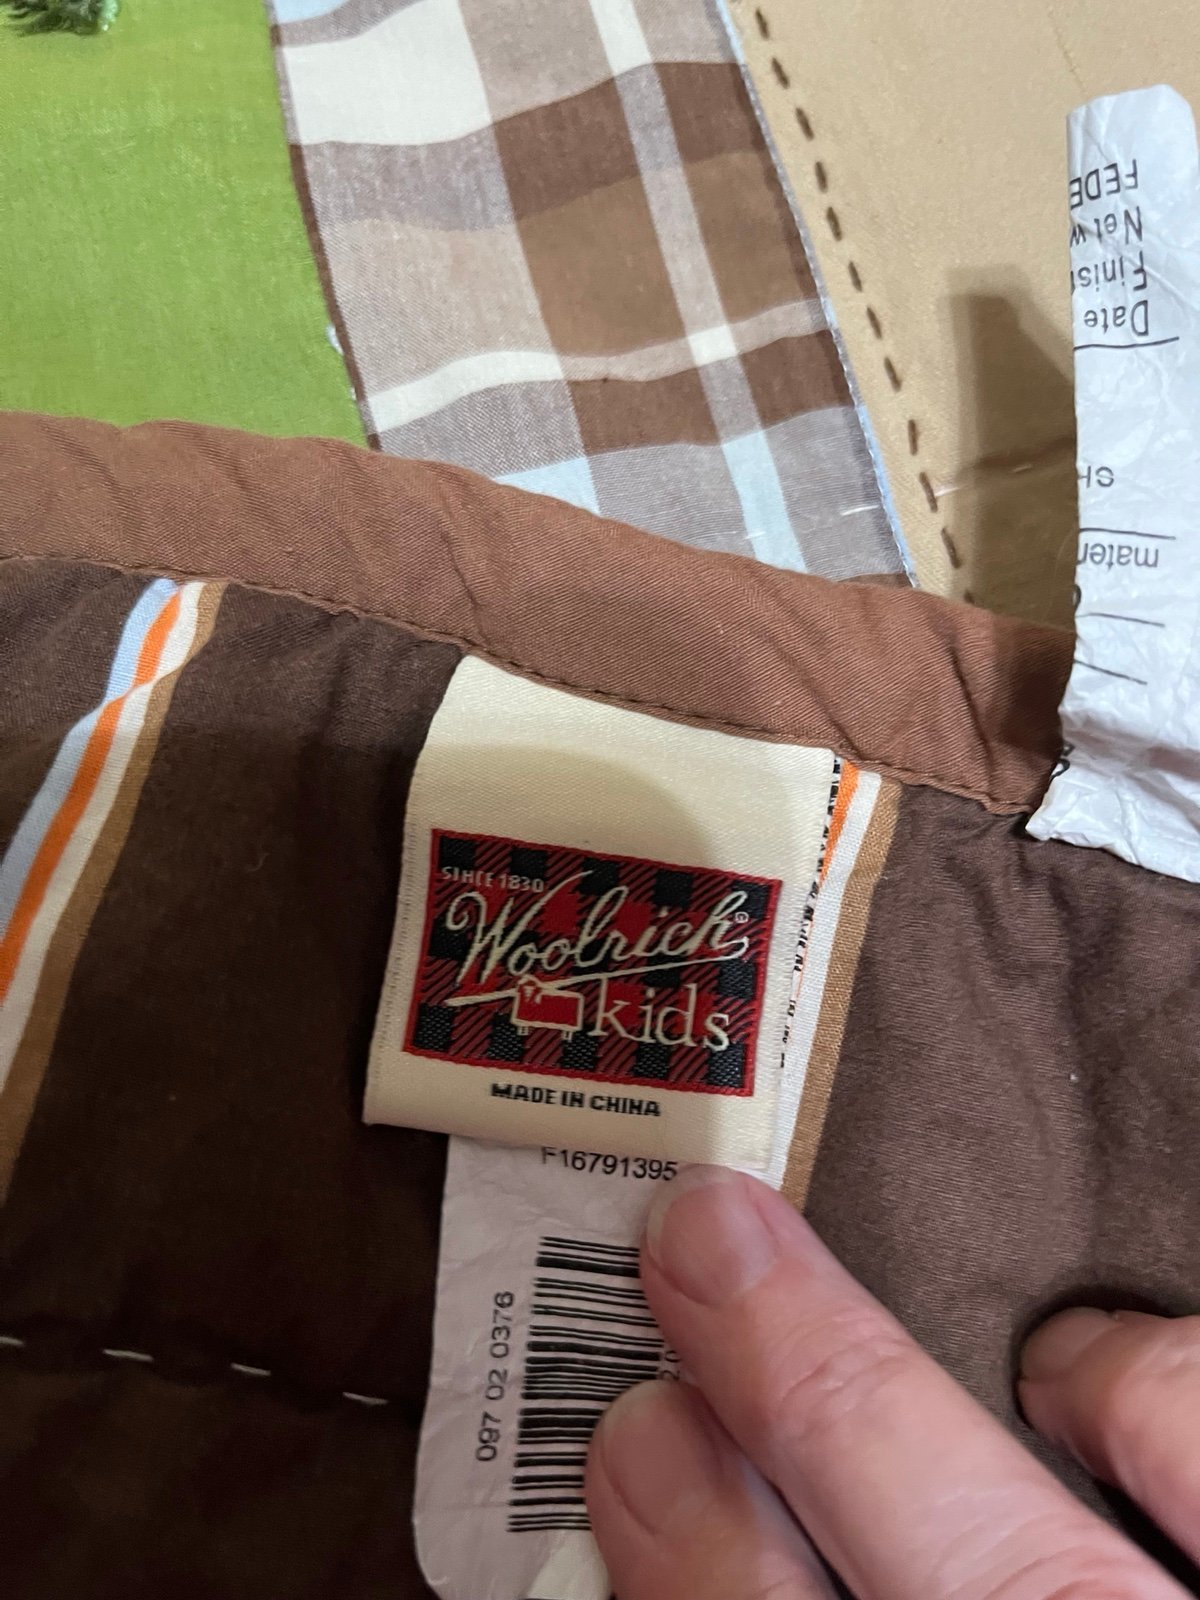 SINCE 1830
Woolrich®
kids
MADE IN CHINA
F16791395
097 02 0376
Date
Finis
Net w
FEDE
mater